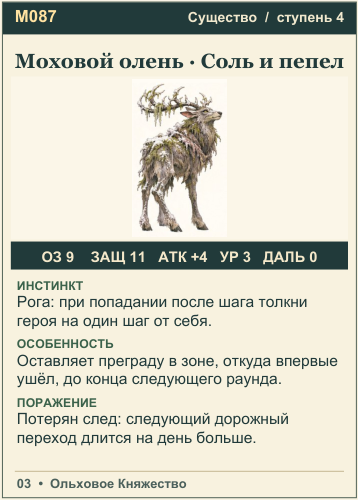 М087
Существо / ступень 4
Моховой олень · Соль и пепел
ОЗ 9 ЗАЩ 11 АТК +4 УР 3 ДАЛЬ 0
ИНСТИНКТ
Рога: при попадании после шага толкни
героя на один шаг от себя.
ОСОБЕННОСТЬ
Оставляет преграду в зоне, откуда впервые
ушёл, до конца следующего раунда.
ПОРАЖЕНИЕ
Потерян след: следующий дорожный
переход длится на день больше.
03 • Ольховое Княжество